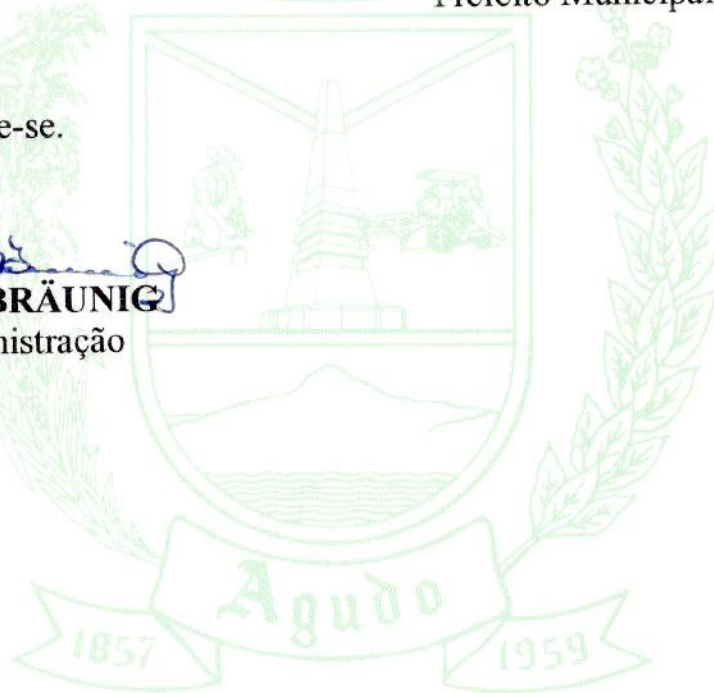 Prefeito Municipal
e-se.
BRÄUNIG
nistração
Agudo
1857 1959